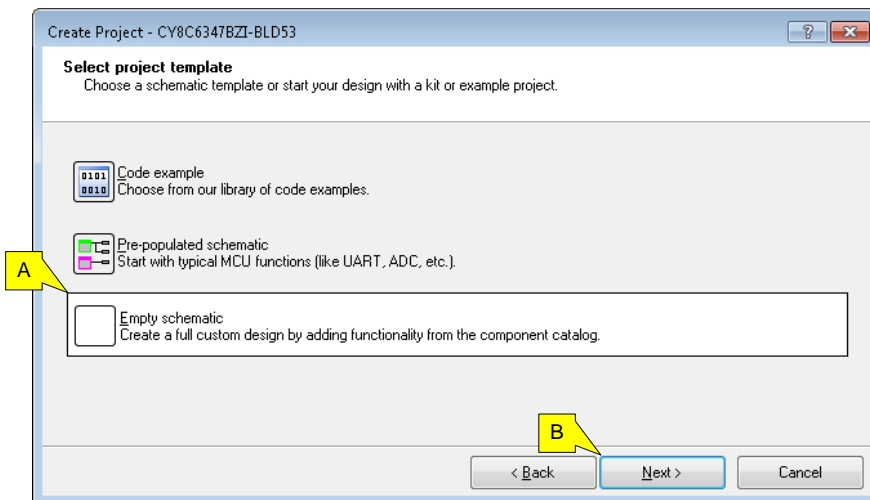 Create Project - CY8C6347BZI-BLD53
?
Select project template
Choose a schematic template or start your design with a kit or example project.
0101
0010
Code example
Choose from our library of code examples.
Pre-populated schematic
Start with typical MCU functions (like UART, ADC, etc.).
A
Empty schematic
Create a full custom design by adding functionality from the component catalog.
B
< Back
Next >
Cancel